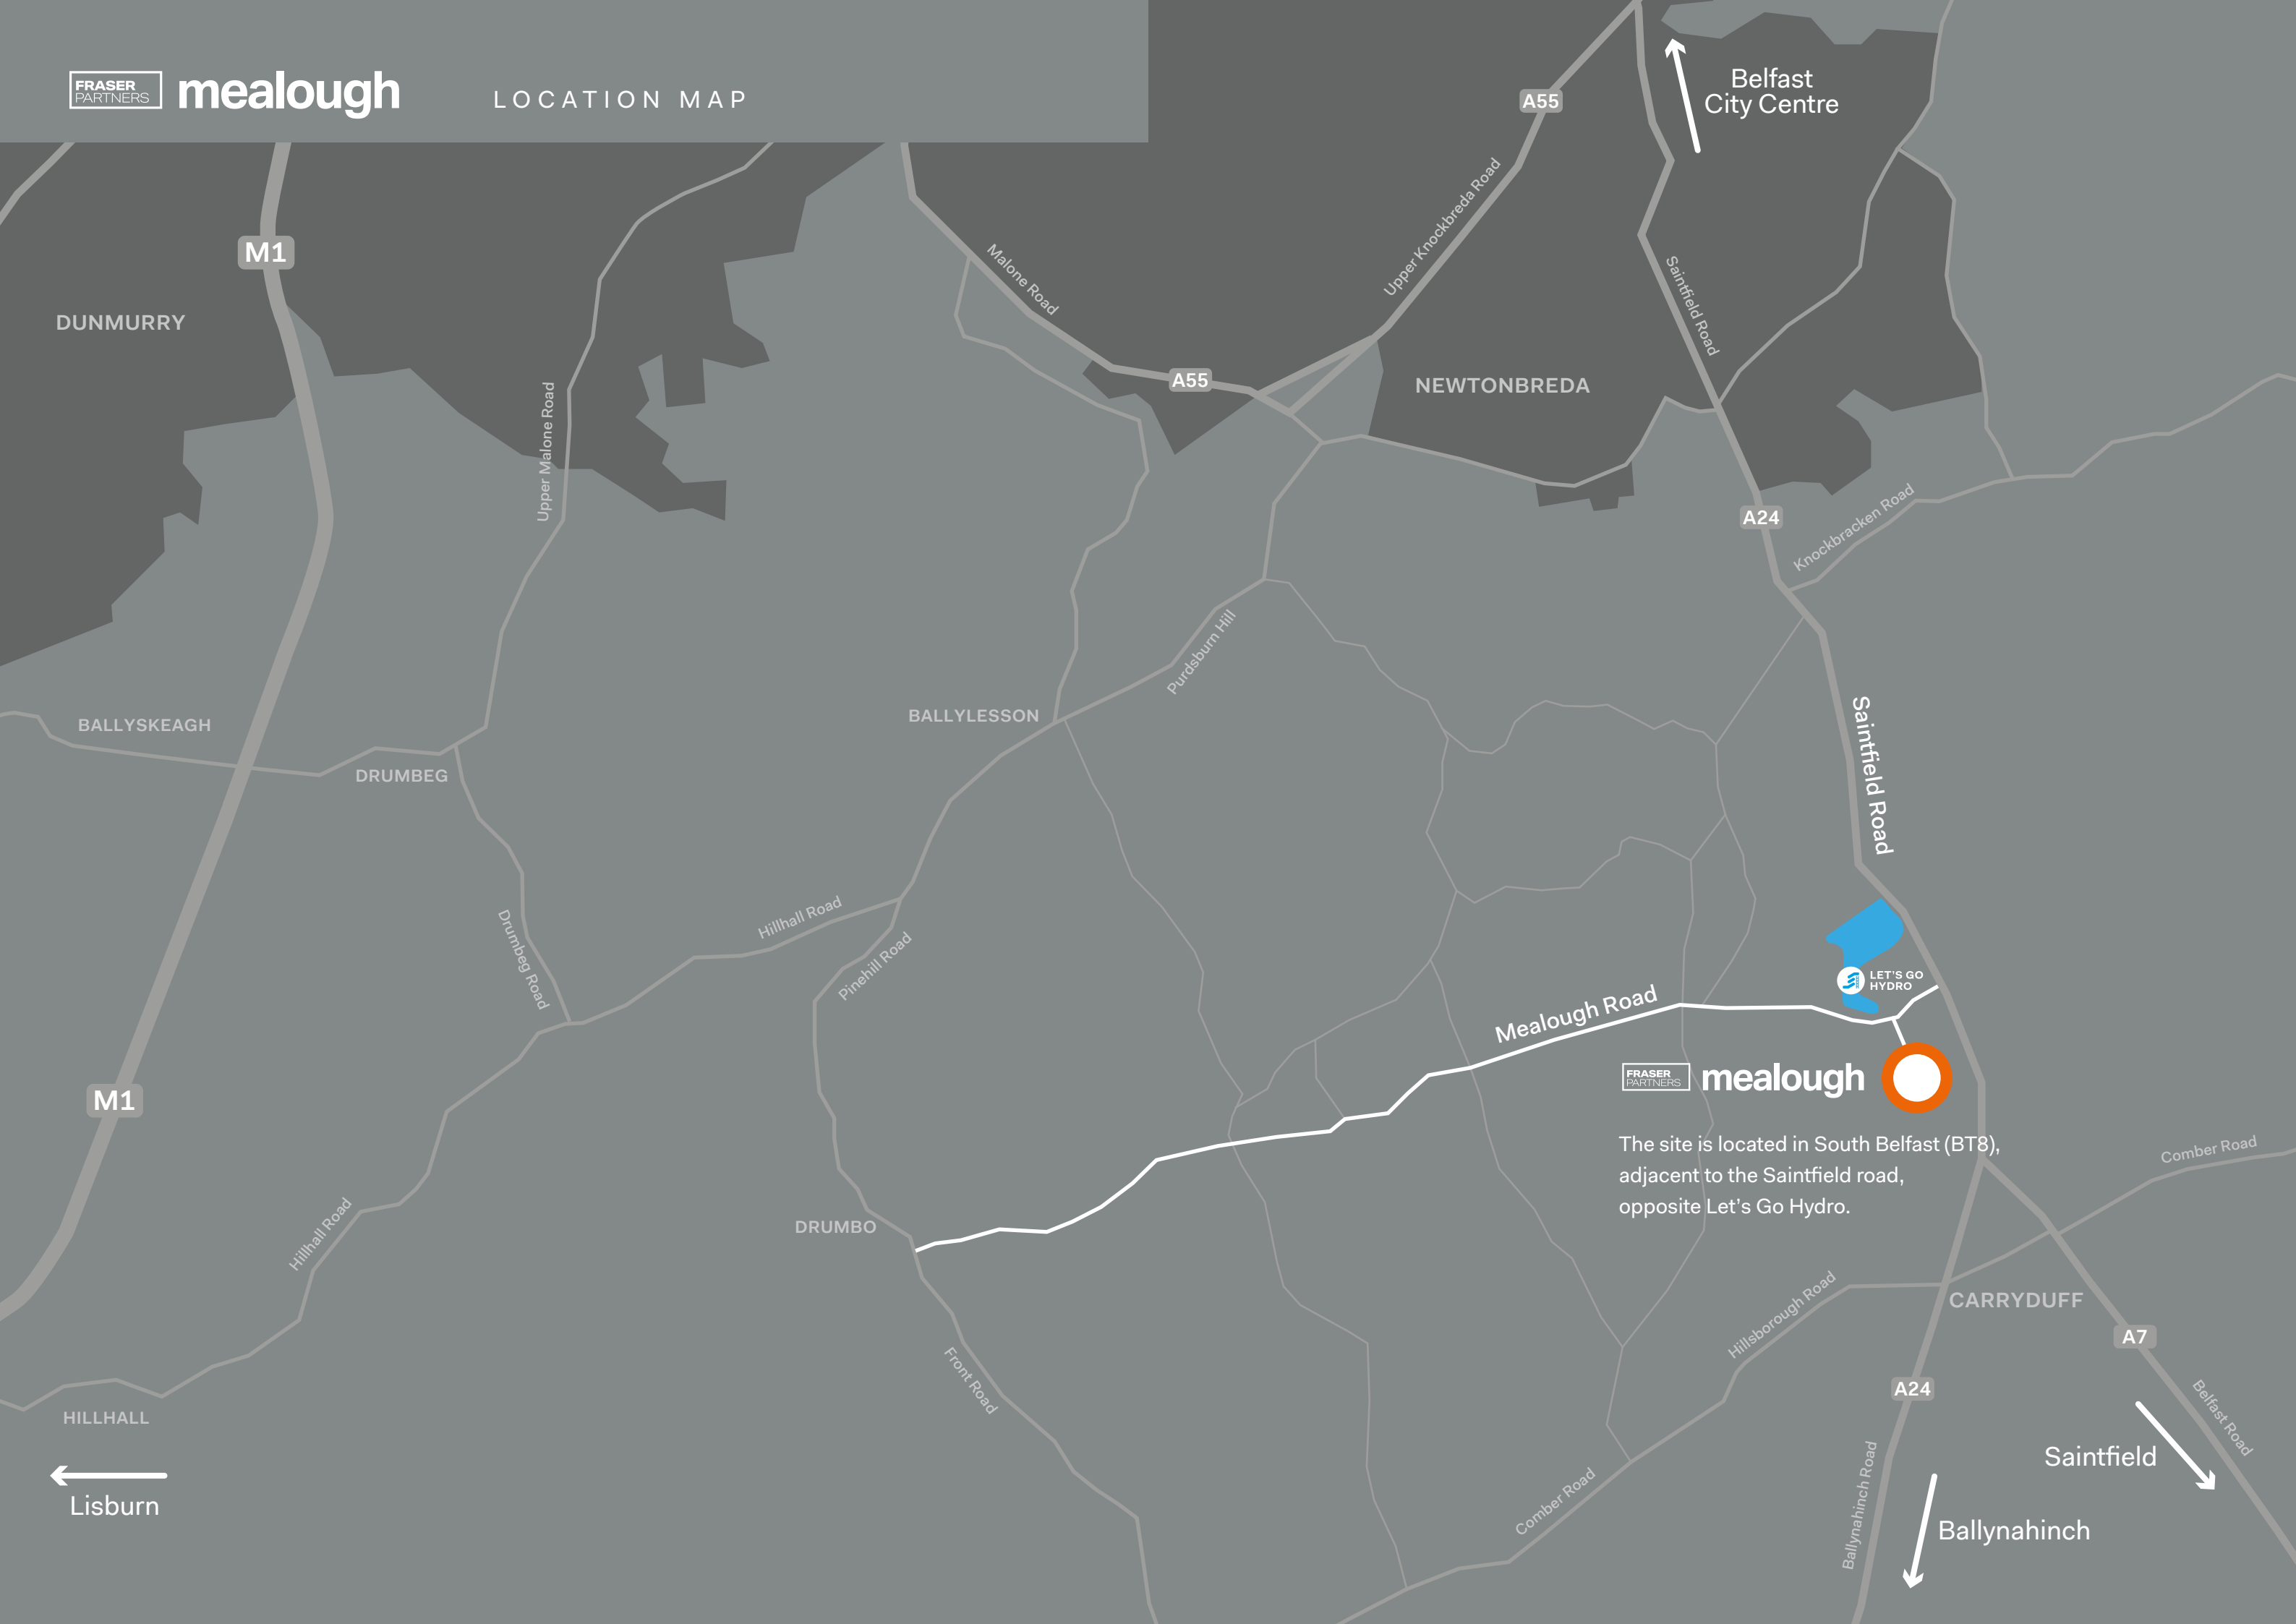 FRASER
PARTNERS
mealough
LOCATION MAP
A55
Belfast
City Centre
Upper Knockbreda Road
M1
Malone Road
Saintfield Road
DUNMURRY
A55
NEWTONBREDA
Upper Malone Road
A24
Knockbracken Road
Purdsburn Hill
BALLYSKEAGH
BALLYLESSON
DRUMBEG
Saintfield Road
Hillhall Road
Drumbeg Road
Pinehill Road
LET'S GO
HYDRO
Mealough Road
M1
FRASER
PARTNERS
mealough
The site is located in South Belfast (BT8),
adjacent to the Saintfield road,
opposite Let's Go Hydro.
Comber Road
Hillhall Road
DRUMBO
Hillsborough Road
CARRYDUFF
A7
Front Road
A24
Belfast Road
HILLHALL
Saintfield
Lisburn
Comber Road
Ballynahinch Road
Ballynahinch